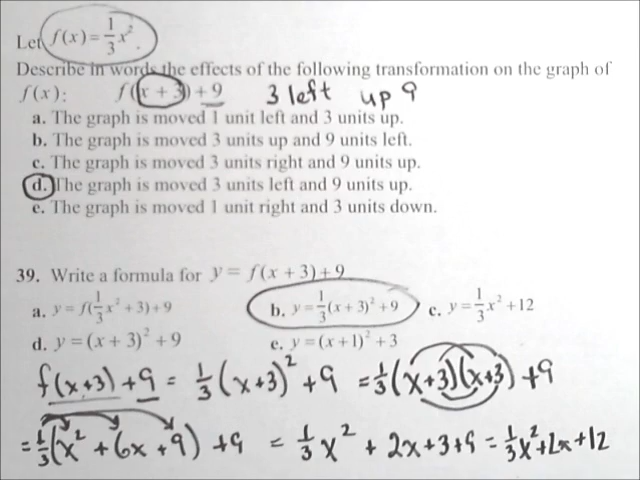 Let f(x) = 1/3 x²
Describe in words the effects of the following transformation on the graph of
f(x): f(x + 3) + 9 3 left up 9
a. The graph is moved 1 unit left and 3 units up.
b. The graph is moved 3 units up and 9 units left.
c. The graph is moved 3 units right and 9 units up.
d. The graph is moved 3 units left and 9 units up.
e. The graph is moved 1 unit right and 3 units down.
39. Write a formula for y = f(x + 3) + 9
a. y = f(1/3 x² + 3) + 9 b. y = 1/3 (x + 3)² + 9 c. y = 1/3 x² + 12
d. y = (x + 3)² + 9 e. y = (x + 1)² + 3
f(x+3) + 9 = 1/3 (x+3)² + 9 = 1/3 (x+3)(x+3) + 9
= 1/3 (x² + 6x + 9) + 9 = 1/3 x² + 2x + 3 + 9 = 1/3 x² + 2x + 12